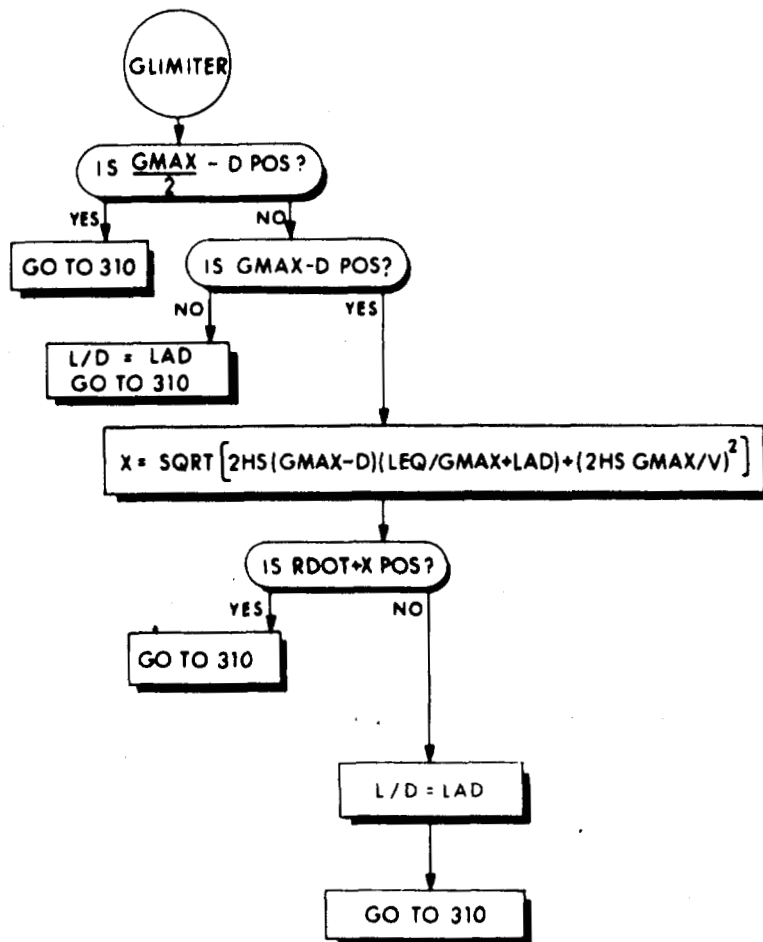 GLIMITER
IS GMAX/2 - D POS?
YES
NO
GO TO 310
IS GMAX-D POS?
NO
YES
L/D = LAD
GO TO 310
X = SQRT [2HS(GMAX-D)(LEQ/GMAX+LAD)+(2HS GMAX/V)²]
IS RDOT+X POS?
YES
NO
GO TO 310
L/D = LAD
GO TO 310